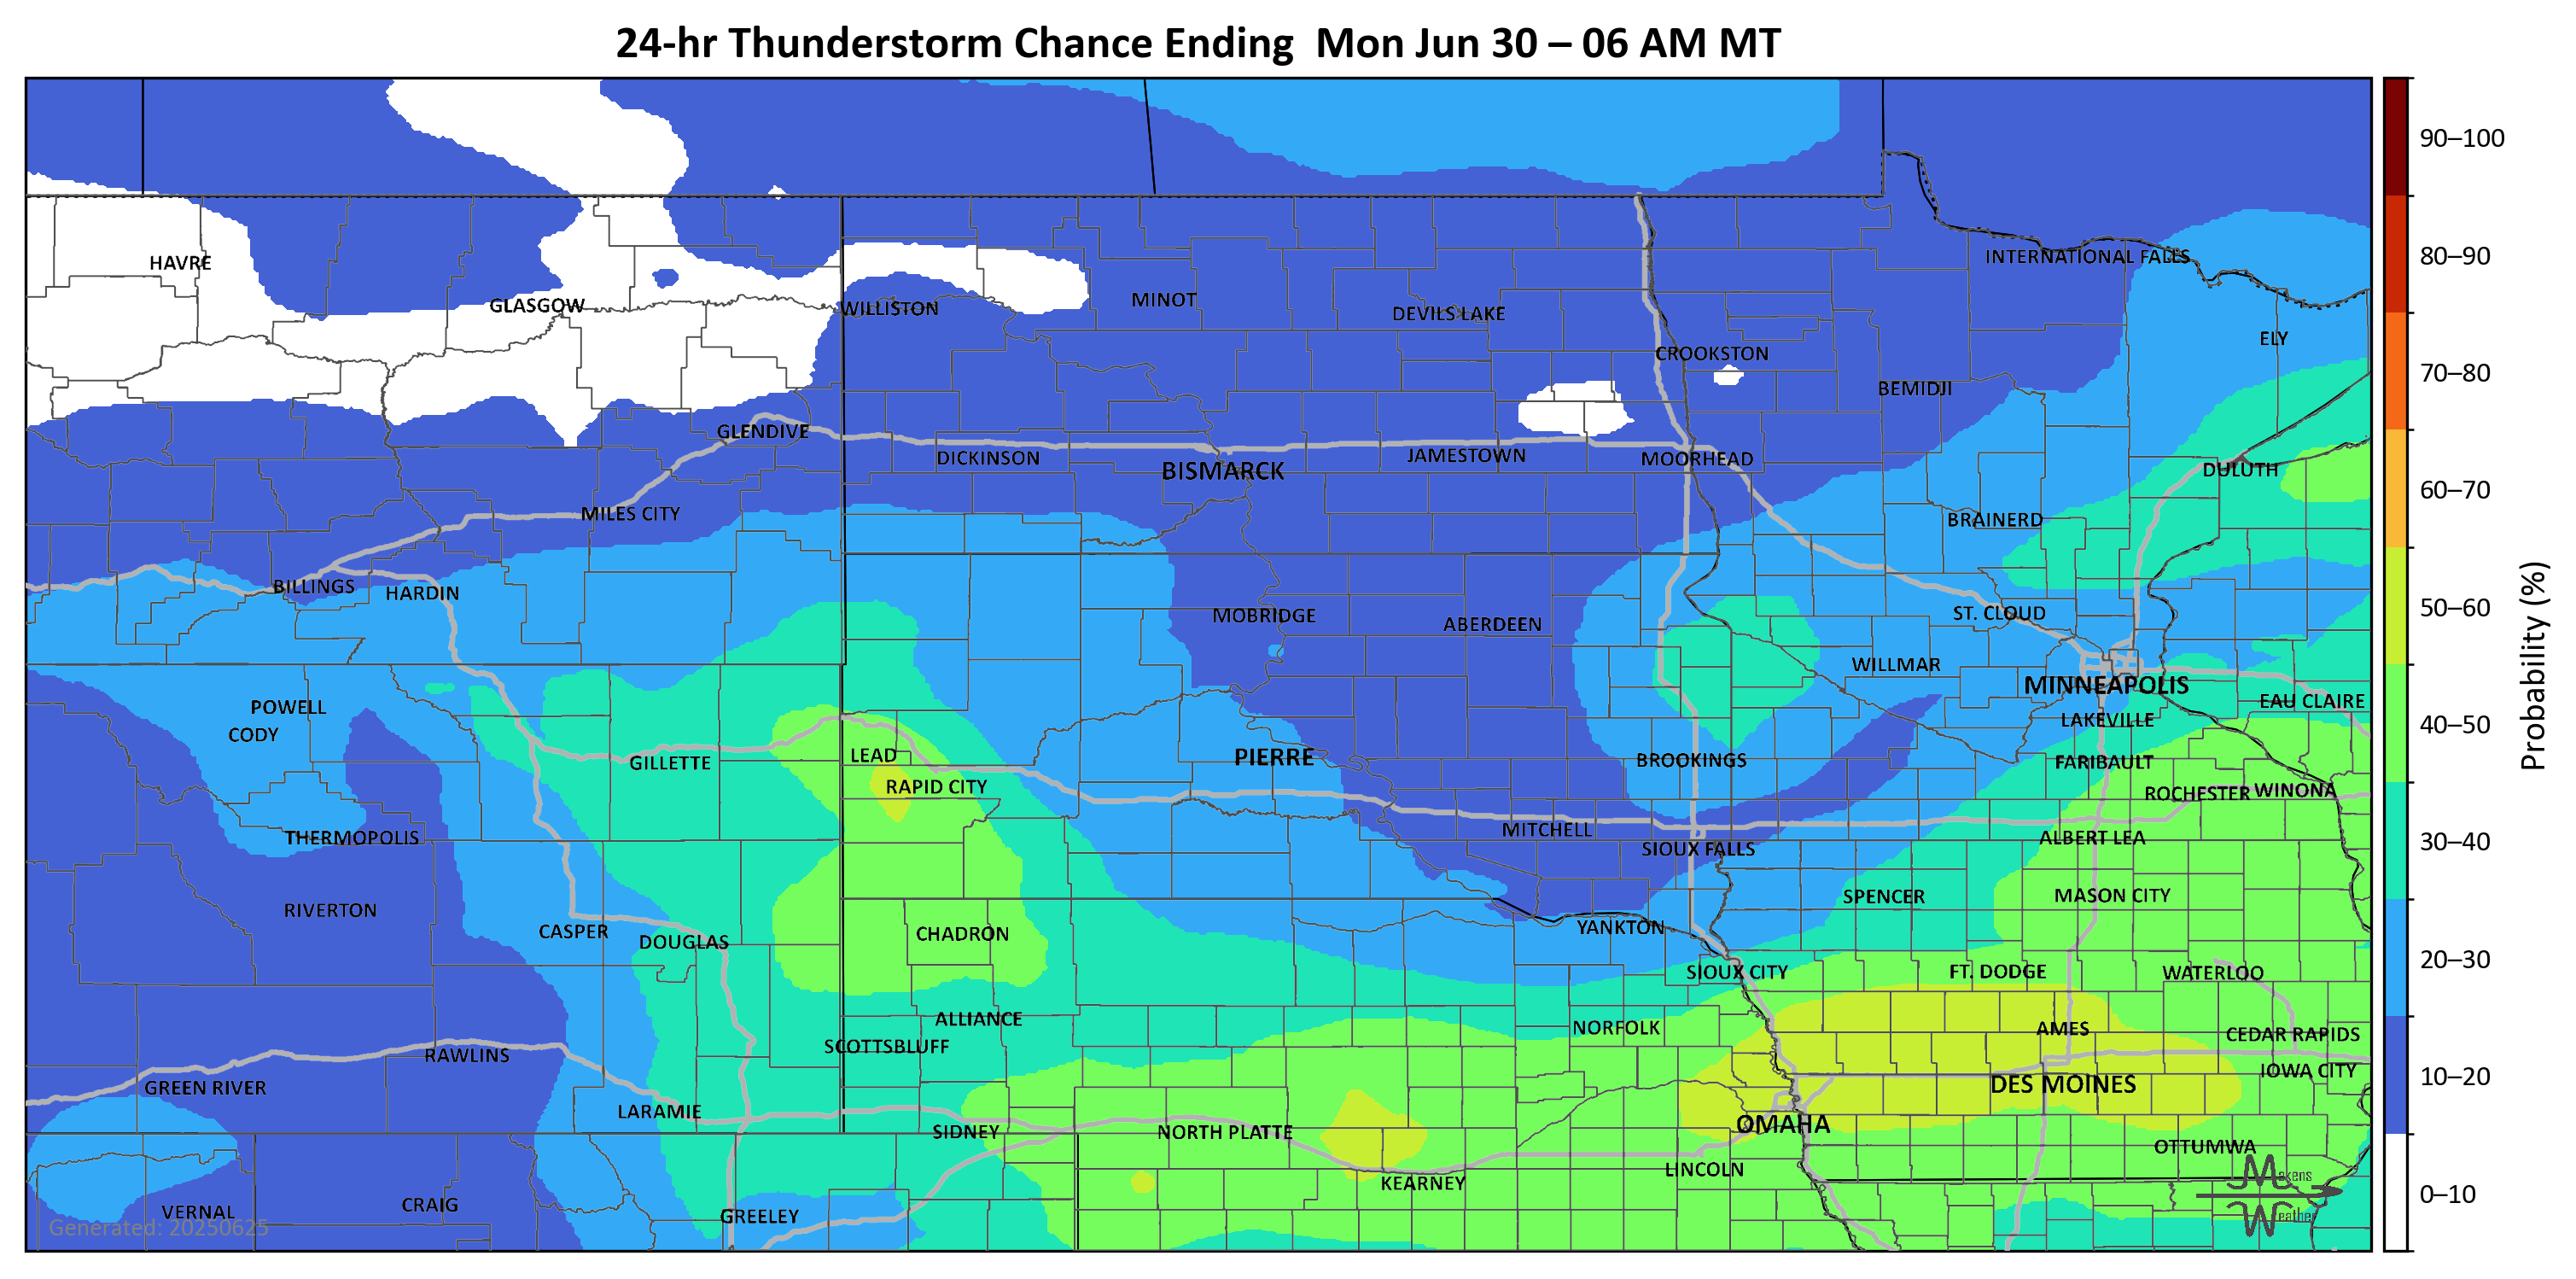 24-hr Thunderstorm Chance Ending  Mon Jun 30 – 06 AM MT
90–100
80–90
70–80
60–70
50–60
40–50
30–40
20–30
10–20
0–10
Probability (%)
HAVRE
INTERNATIONAL FALLS
GLASGOW
WILLISTON
MINOT
DEVILS LAKE
ELY
CROOKSTON
BEMIDJI
GLENDIVE
DICKINSON
BISMARCK
JAMESTOWN
MOORHEAD
DULUTH
MILES CITY
BRAINERD
BILLINGS
HARDIN
MOBRIDGE
ABERDEEN
ST. CLOUD
WILLMAR
MINNEAPOLIS
POWELL
EAU CLAIRE
CODY
LAKEVILLE
LEAD
PIERRE
GILLETTE
BROOKINGS
FARIBAULT
RAPID CITY
ROCHESTER
WINONA
THERMOPOLIS
MITCHELL
ALBERT LEA
SIOUX FALLS
RIVERTON
SPENCER
MASON CITY
CASPER
DOUGLAS
CHADRON
YANKTON
SIOUX CITY
FT. DODGE
WATERLOO
ALLIANCE
NORFOLK
AMES
CEDAR RAPIDS
SCOTTSBLUFF
RAWLINS
IOWA CITY
GREEN RIVER
DES MOINES
LARAMIE
OMAHA
SIDNEY
NORTH PLATTE
OTTUMWA
LINCOLN
KEARNEY
VERNAL
CRAIG
GREELEY
Generated: 20250625
Makens
Weather